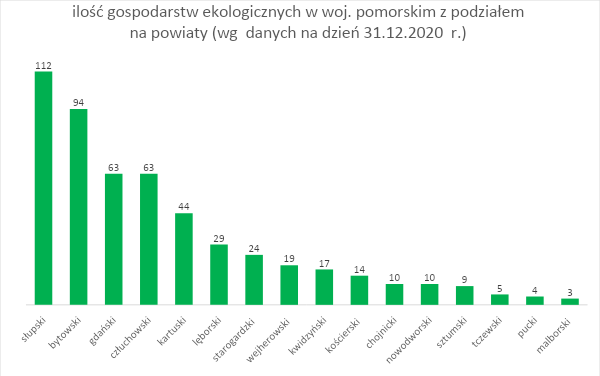 ilość gospodarstw ekologicznych w woj. pomorskim z podziałem
na powiaty (wg danych na dzień 31.12.2020 r.)
112
94
63
63
44
29
24
19
17
14
10
10
9
5
4
3
słupski
bytowski
gdański
człuchowski
kartuski
lęborski
starogardzki
wejherowski
kwidzyński
kościerski
chojnicki
nowodworski
sztumski
tczewski
pucki
malborski